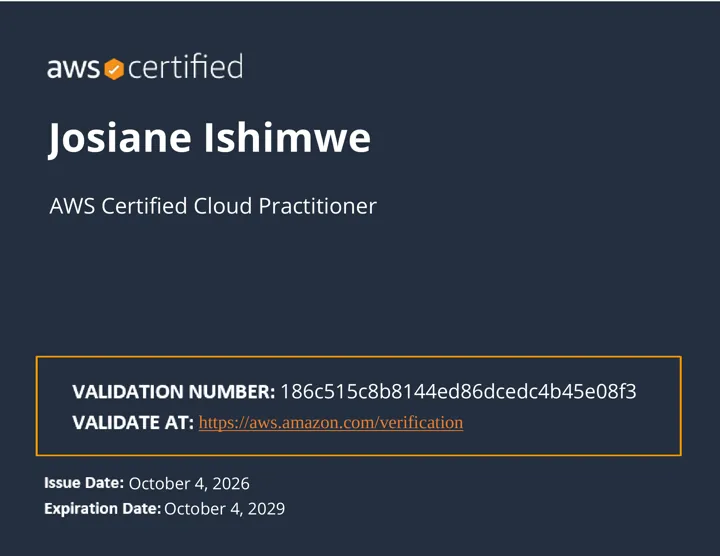 aws certified
Josiane Ishimwe
AWS Certified Cloud Practitioner
VALIDATION NUMBER: 186c515c8b8144ed86dcedc4b45e08f3
VALIDATE AT: https://aws.amazon.com/verification
Issue Date: October 4, 2026
Expiration Date: October 4, 2029